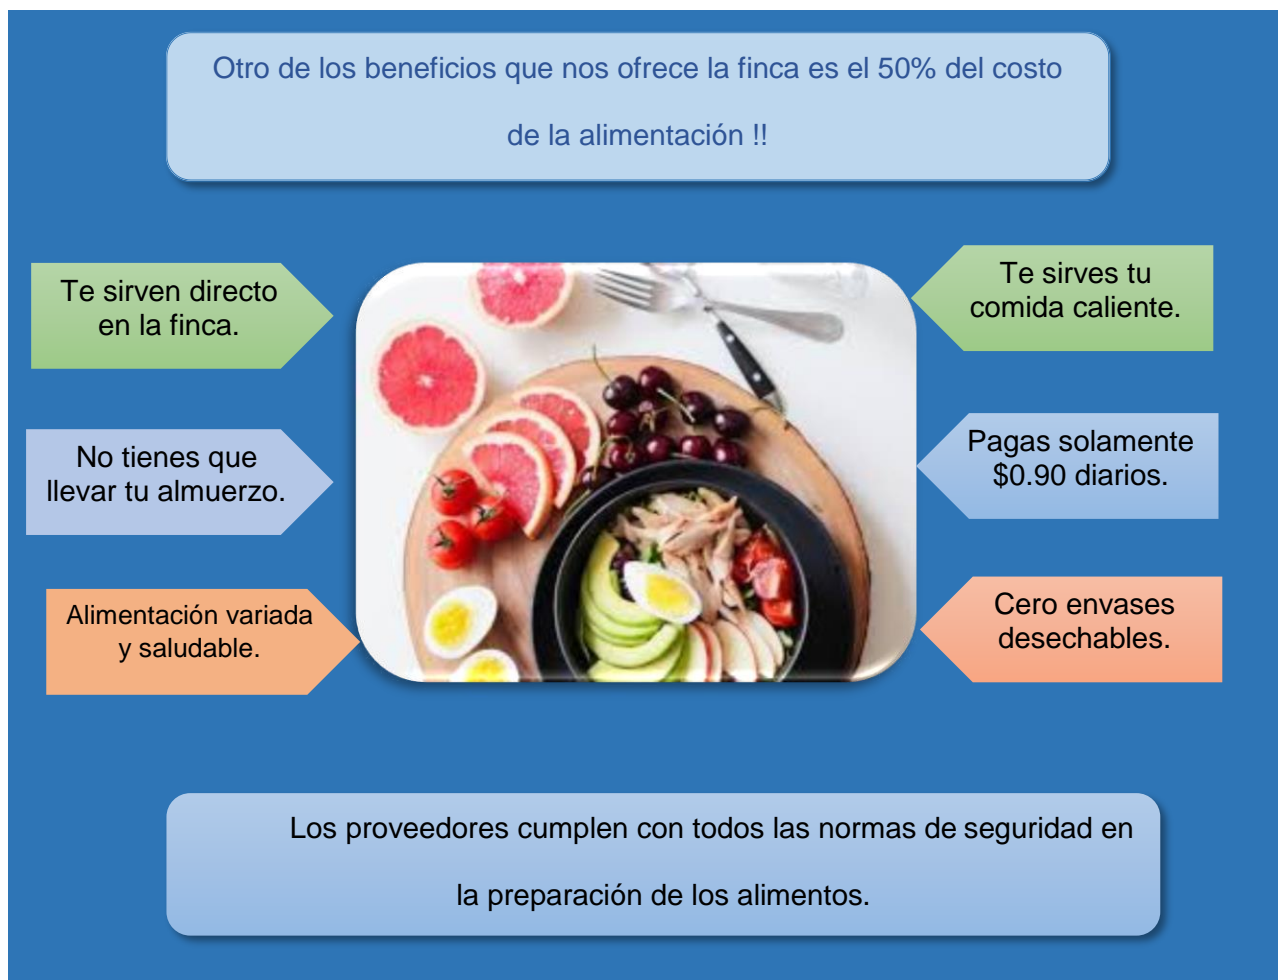 Otro de los beneficios que nos ofrece la finca es el 50% del costo
de la alimentación !!
Te sirven directo
en la finca.
Te sirves tu
comida caliente.
No tienes que
llevar tu almuerzo.
Pagas solamente
$0.90 diarios.
Alimentación variada
y saludable.
Cero envases
desechables.
Los proveedores cumplen con todos las normas de seguridad en
la preparación de los alimentos.